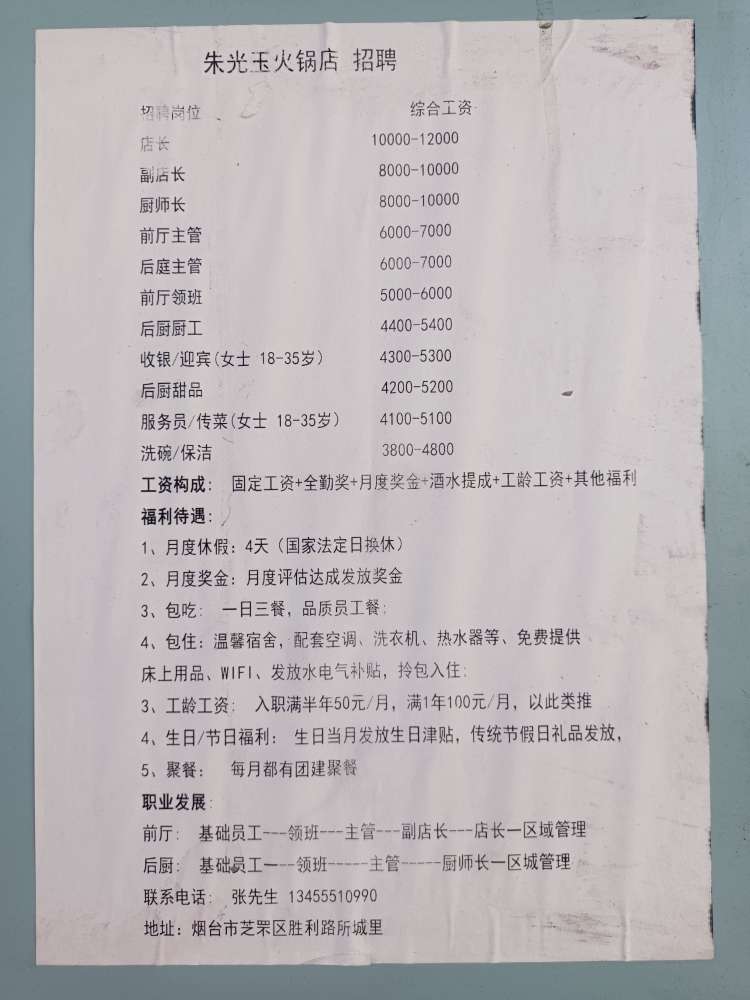 朱光玉火锅店 招聘
招聘岗位 综合工资
店长 10000-12000
副店长 8000-10000
厨师长 8000-10000
前厅主管 6000-7000
后庭主管 6000-7000
前厅领班 5000-6000
后厨厨工 4400-5400
收银/迎宾(女士 18-35岁） 4300-5300
后厨甜品 4200-5200
服务员/传菜(女士 18-35岁） 4100-5100
洗碗/保洁 3800-4800
工资构成： 固定工资+全勤奖+月度奖金+酒水提成+工龄工资+其他福利
福利待遇：
1、月度休假：4天（国家法定日换休）
2、月度奖金：月度评估达成发放奖金
3、包吃： 一日三餐，品质员工餐；
4、包住：温馨宿舍，配套空调、洗衣机、热水器等、免费提供
床上用品、WIFI、发放水电气补贴，拎包入住；
3、工龄工资： 入职满半年50元/月，满1年100元/月，以此类推
4、生日/节日福利： 生日当月发放生日津贴，传统节假日礼品发放，
5、聚餐： 每月都有团建聚餐
职业发展：
前厅： 基础员工---领班---主管---副店长---店长一区域管理
后厨： 基础员工一--领班-----主管-----厨师长一区城管理
联系电话： 张先生 13455510990
地址：烟台市芝罘区胜利路所城里